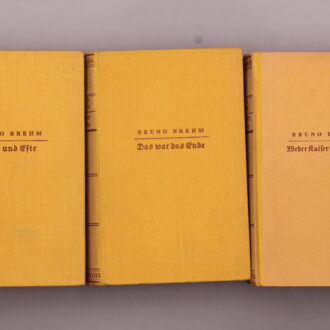 O BREHM
und Este
BRUNO BREHM
Das war das Ende
BRUNO B
Weder Kaiser